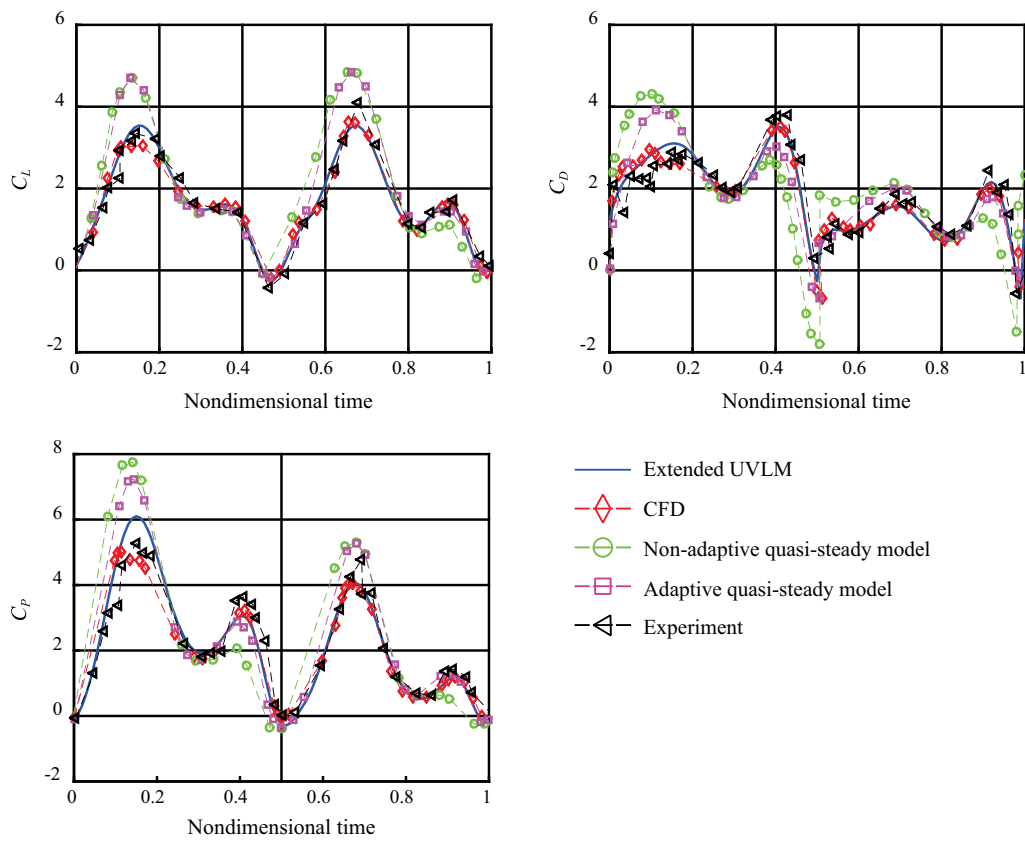 6
4
2
0
-2
C_L
0 0.2 0.4 0.6 0.8 1
Nondimensional time
6
4
2
0
-2
C_D
0 0.2 0.4 0.6 0.8 1
Nondimensional time
8
6
4
2
0
-2
C_P
0 0.2 0.4 0.6 0.8 1
Nondimensional time
Extended UVLM
CFD
Non-adaptive quasi-steady model
Adaptive quasi-steady model
Experiment